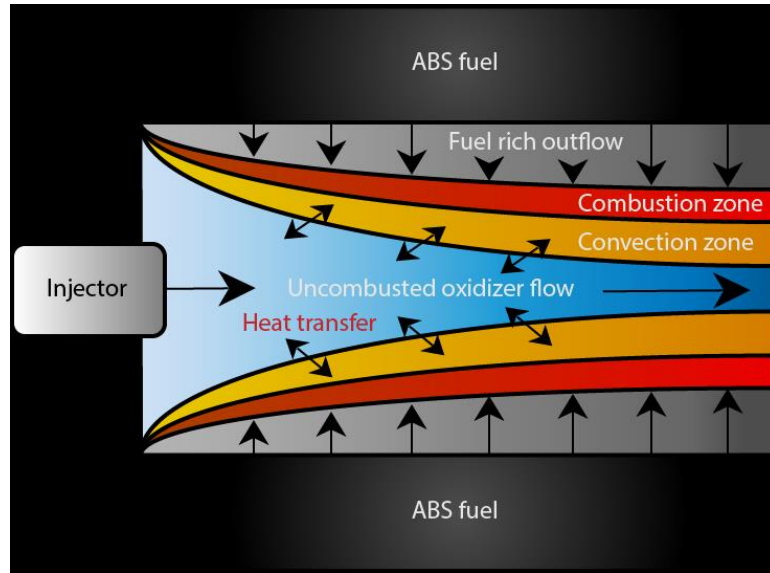 ABS fuel
Fuel rich outflow
Combustion zone
Convection zone
Injector
Uncombusted oxidizer flow
Heat transfer
ABS fuel